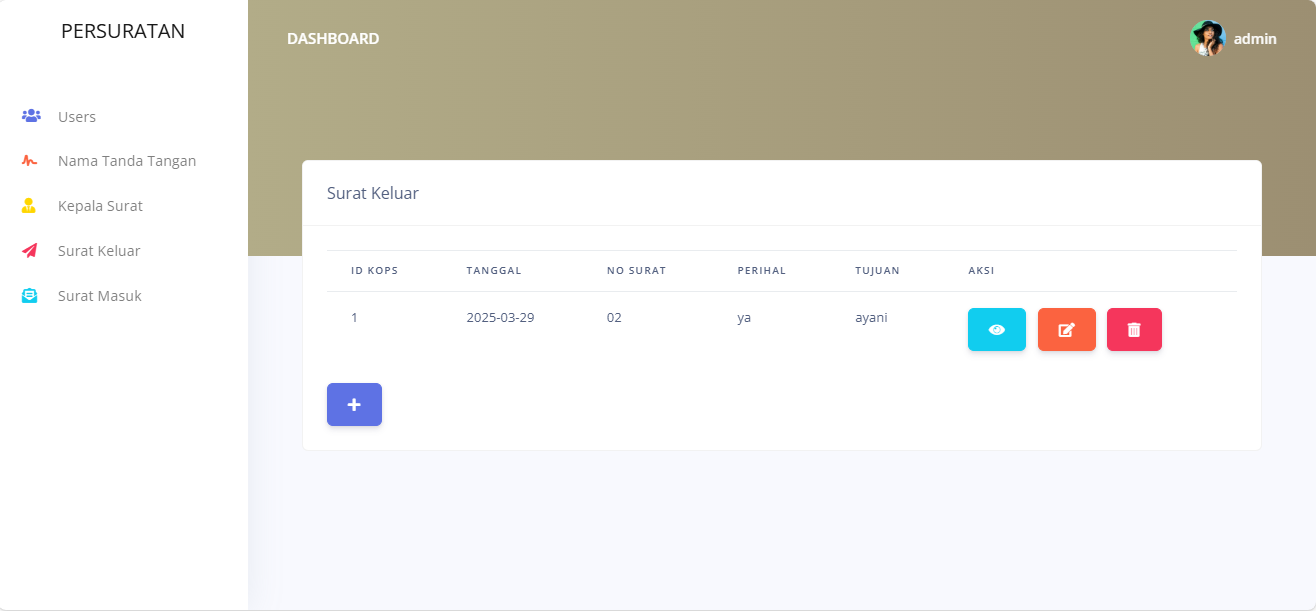 PERSURATAN
DASHBOARD
admin
Users
Nama Tanda Tangan
Kepala Surat
Surat Keluar
Surat Masuk
Surat Keluar
ID KOPS TANGGAL NO SURAT PERIHAL TUJUAN AKSI
1 2025-03-29 02 ya ayani